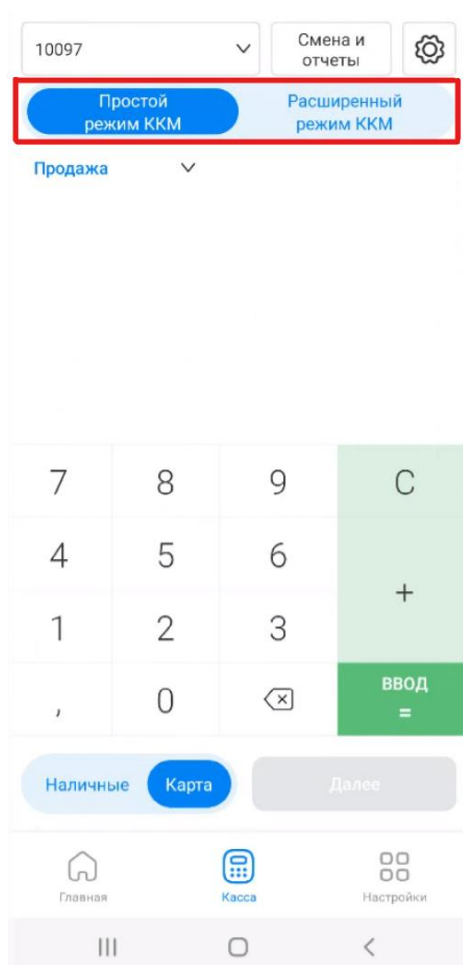 10097
Смена и
отчеты
Простой
режим ККМ
Расширенный
режим ККМ
Продажа
7 8 9 C
4 5 6
+
1 2 3
, 0
ВВОД
=
Наличные Карта Далее
Главная Касса Настройки